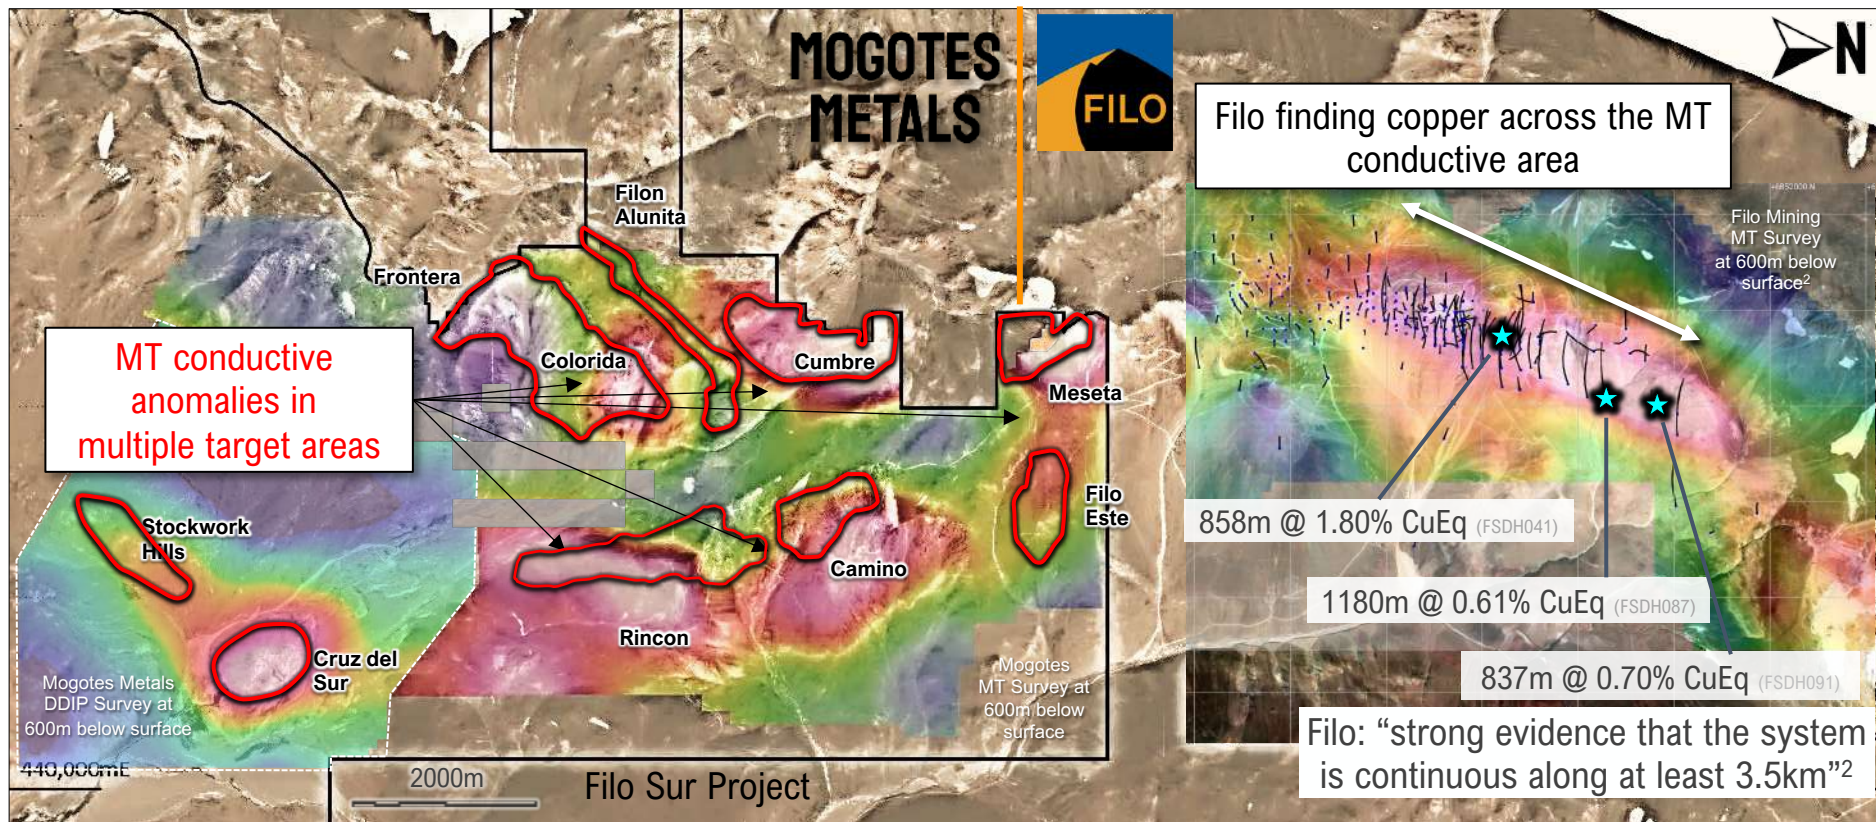 MOGOTES
METALS
FILO
N
Filo finding copper across the MT
conductive area
Filon
Alunita
Frontera
Filo Mining
MT Survey
at 600m below
surface2
MT conductive
anomalies in
multiple target areas
Colorida
Cumbre
Meseta
Stockwork
Hills
Filo
Este
Camino
858m @ 1.80% CuEq (FSDH041)
1180m @ 0.61% CuEq (FSDH087)
837m @ 0.70% CuEq (FSDH091)
Rincon
Cruz del
Sur
Mogotes Metals
DDIP Survey at
600m below surface
Mogotes
MT Survey at
600m below
surface
Filo: “strong evidence that the system
is continuous along at least 3.5km”2
440,000mE
2000m
Filo Sur Project